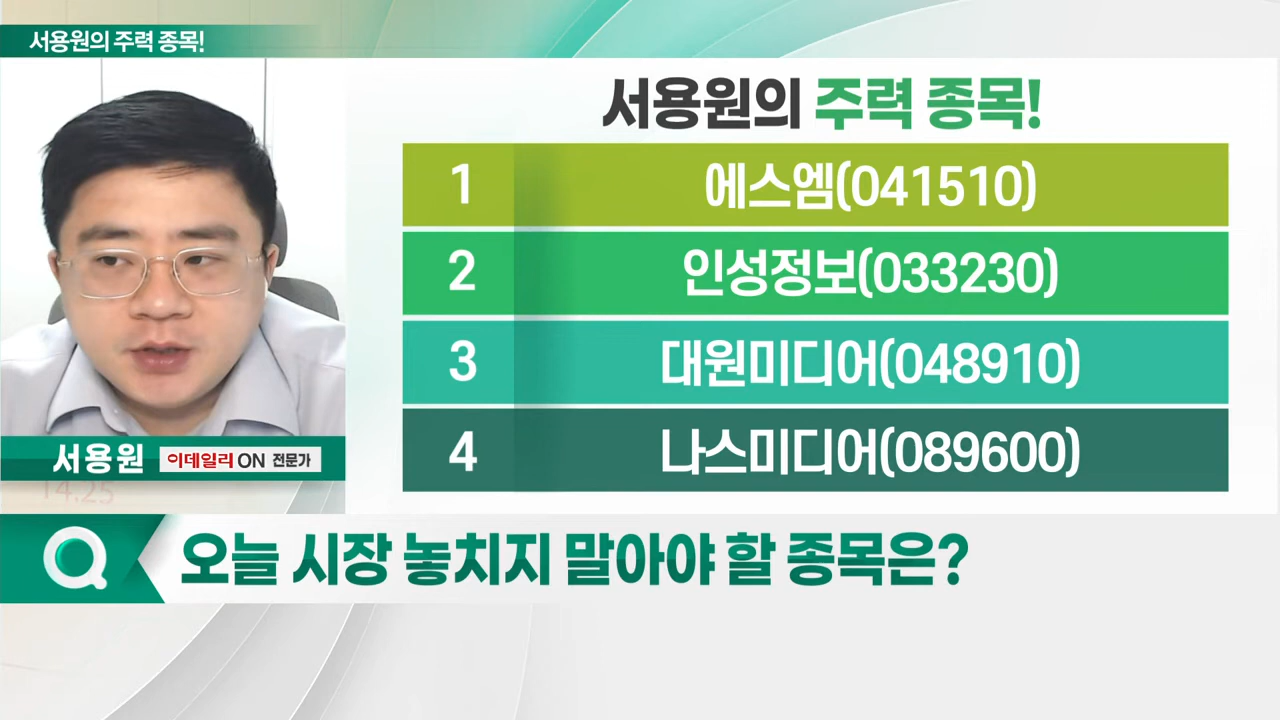 서용원의 주력 종목!
서용원의 주력 종목!
1 에스엠(041510)
2 인성정보(033230)
3 대원미디어(048910)
4 나스미디어(089600)
서용원 이데일리 ON 전문가
14:25
Q 오늘 시장 놓치지 말아야 할 종목은?